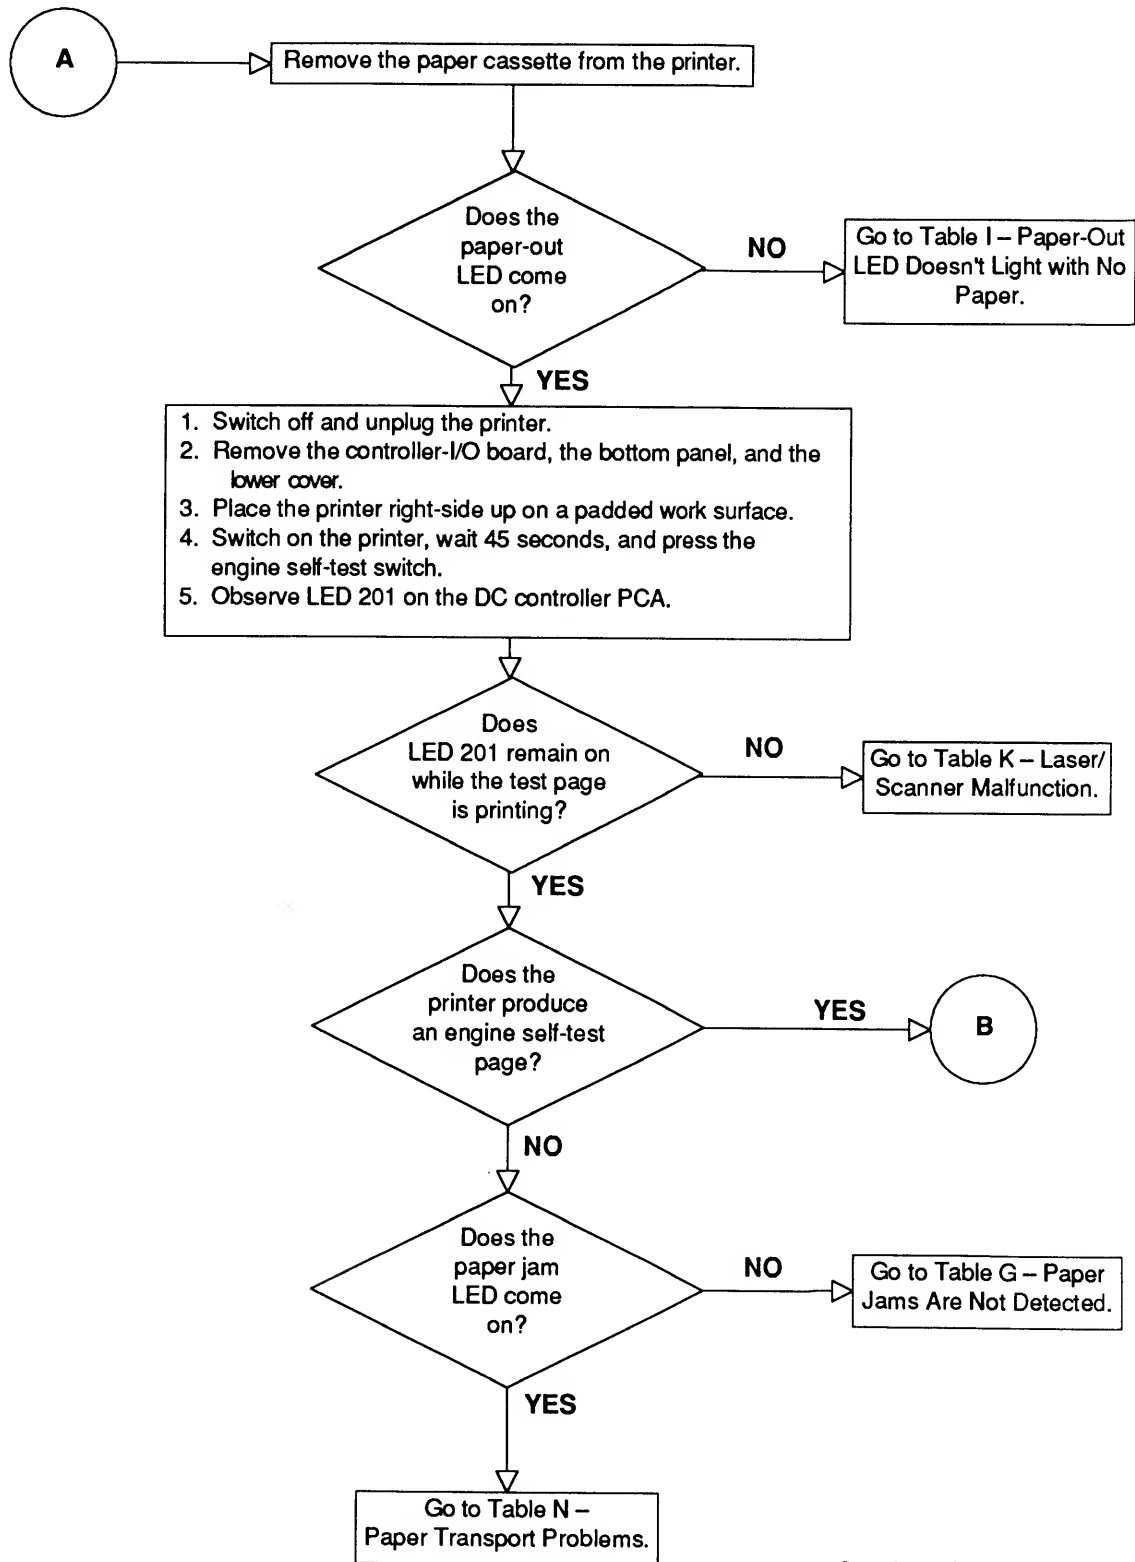 A
Remove the paper cassette from the printer.
Does the
paper-out
LED come
on?
NO
Go to Table I – Paper-Out
LED Doesn't Light with No
Paper.
YES
1. Switch off and unplug the printer.
2. Remove the controller-I/O board, the bottom panel, and the
lower cover.
3. Place the printer right-side up on a padded work surface.
4. Switch on the printer, wait 45 seconds, and press the
engine self-test switch.
5. Observe LED 201 on the DC controller PCA.
Does
LED 201 remain on
while the test page
is printing?
NO
Go to Table K – Laser/
Scanner Malfunction.
YES
Does the
printer produce
an engine self-test
page?
YES
B
NO
Does the
paper jam
LED come
on?
NO
Go to Table G – Paper
Jams Are Not Detected.
YES
Go to Table N –
Paper Transport Problems.